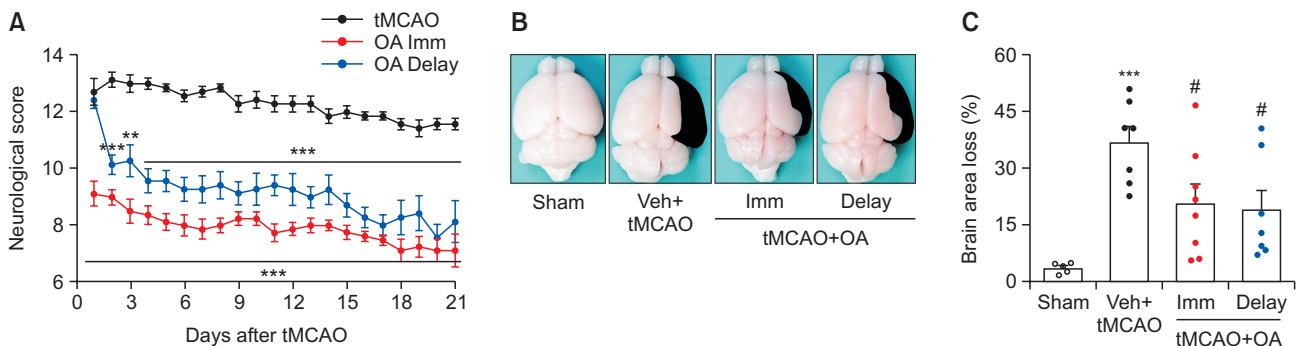 A
tMCAO
OA Imm
OA Delay
Neurological score
14
12
10
8
6
***
**
***
***
0
3
6
9
12
15
18
21
Days after tMCAO
B
Sham
Veh+
tMCAO
Imm
Delay
tMCAO+OA
C
Brain area loss (%)
60
45
30
15
0
***
#
#
Sham
Veh+
tMCAO
Imm
Delay
tMCAO+OA